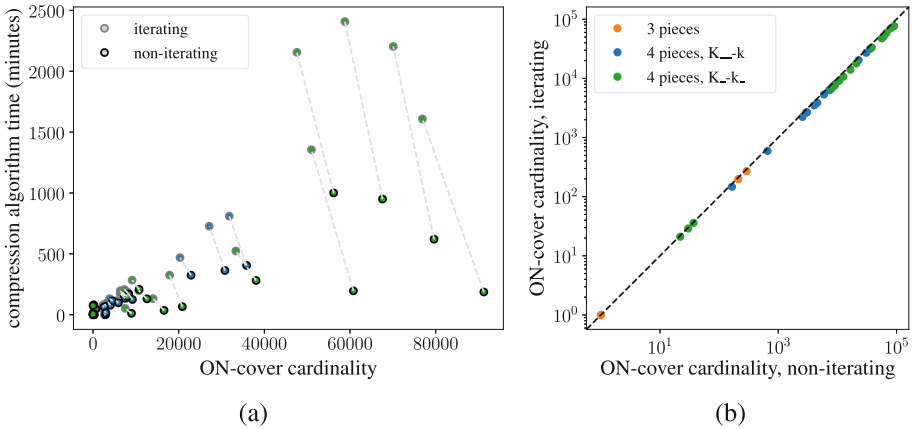 2500
2000
1500
1000
500
0
compression algorithm time (minutes)
iterating
non-iterating
0
20000
40000
60000
80000
ON-cover cardinality
(a)
10^5
10^4
10^3
10^2
10^1
10^0
ON-cover cardinality, iterating
3 pieces
4 pieces, K__-k
4 pieces, K_-k_
10^1
10^3
10^5
ON-cover cardinality, non-iterating
(b)